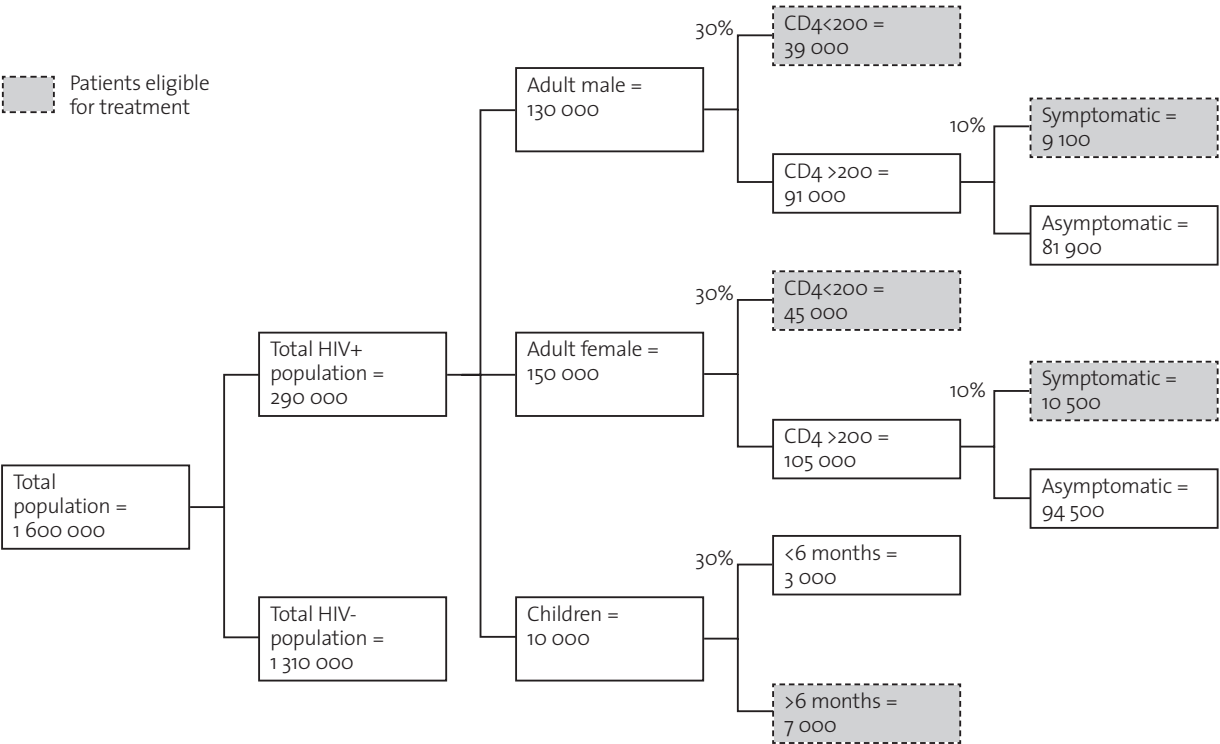 Patients eligible
for treatment
Total
population =
1 600 000
Total HIV+
population =
290 000
Total HIV-
population =
1 310 000
Adult male =
130 000
Adult female =
150 000
Children =
10 000
30%
CD4<200 =
39 000
CD4 >200 =
91 000
10%
Symptomatic =
9 100
Asymptomatic =
81 900
30%
CD4<200 =
45 000
CD4 >200 =
105 000
10%
Symptomatic =
10 500
Asymptomatic =
94 500
30%
<6 months =
3 000
>6 months =
7 000